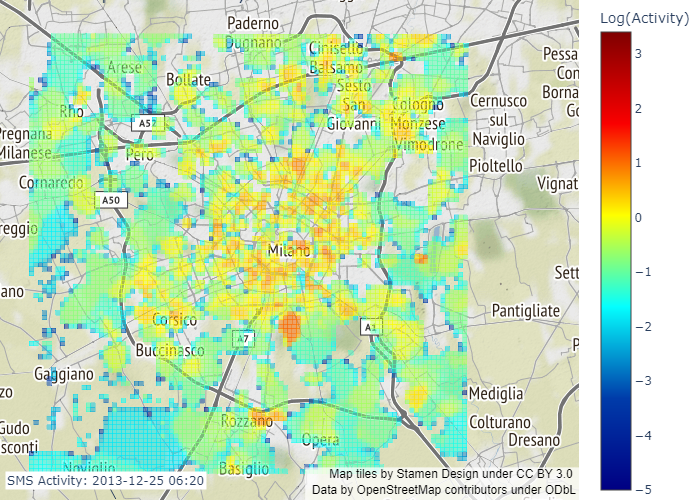 Log(Activity)
3
2
1
0
−1
−2
−3
−4
−5
Paderno
Dugnano
Cinisello
Balsamo
Arese
Bollate
Sesto
San
Giovanni
Cologno
Monzese
Vimodrone
Cernusco
sul
Naviglio
Pessa
Con
Borna
Go
Rho
A52
Pregnana
Milanese
Pero
Pioltello
Cornaredo
Vignat
A50
reggio
Milano
Sett
ano
Pantigliate
Corsico
A1
A7
Buccinasco
P
Gaggiano
zo
Mediglia
Rozzano
Colturano
Gudo
sconti
Opera
Dresano
Noviglio
Basiglio
SMS Activity: 2013-12-25 06:20
Map tiles by Stamen Design under CC BY 3.0
Data by OpenStreetMap contributors under ODbL